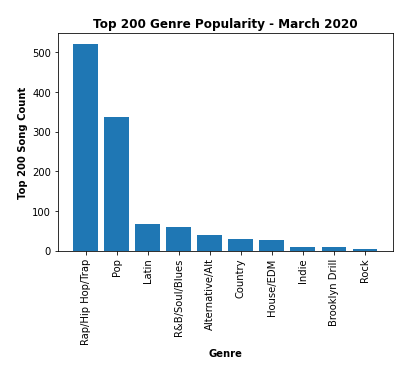 Top 200 Genre Popularity - March 2020
Top 200 Song Count
500
400
300
200
100
0
Rap/Hip Hop/Trap
Pop
Latin
R&B/Soul/Blues
Alternative/Alt
Country
House/EDM
Indie
Brooklyn Drill
Rock
Genre